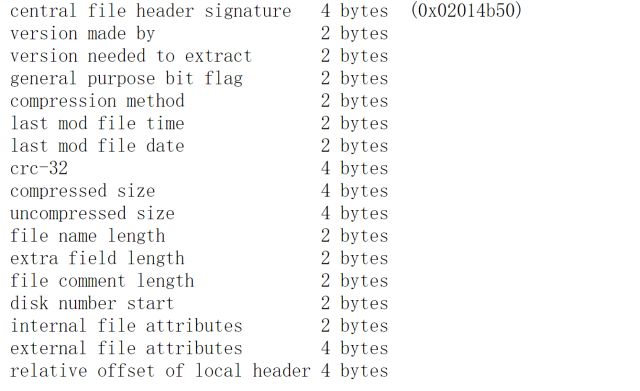 central file header signature   4 bytes  (0x02014b50)
version made by                 2 bytes
version needed to extract       2 bytes
general purpose bit flag        2 bytes
compression method              2 bytes
last mod file time              2 bytes
last mod file date              2 bytes
crc-32                          4 bytes
compressed size                 4 bytes
uncompressed size               4 bytes
file name length                2 bytes
extra field length              2 bytes
file comment length             2 bytes
disk number start               2 bytes
internal file attributes        2 bytes
external file attributes        4 bytes
relative offset of local header 4 bytes